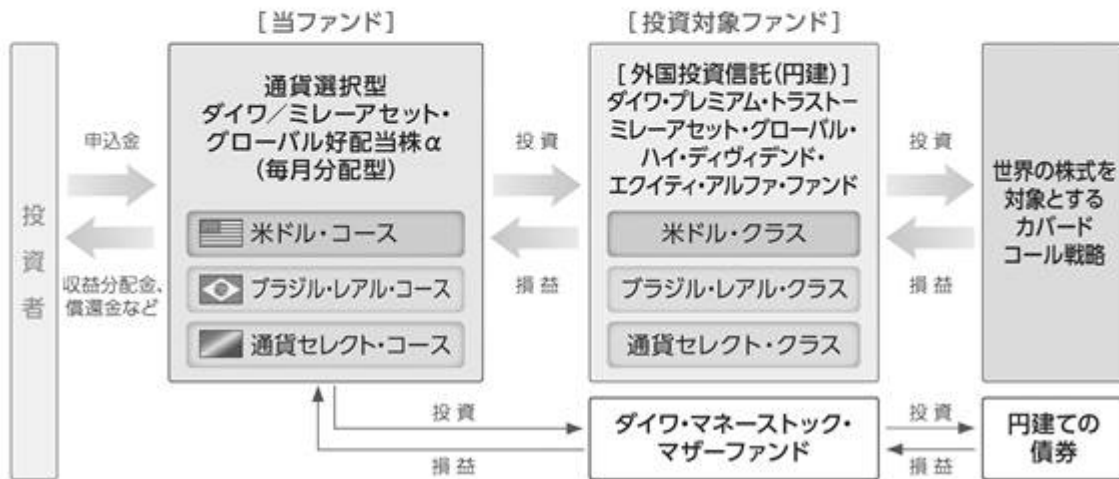 [当ファンド]
[投資対象ファンド]
投資者
申込金
収益分配金、
償還金など
通貨選択型
ダイワ／ミレーアセット・
グローバル好配当株α
(毎月分配型)
米ドル・コース
ブラジル・レアル・コース
通貨セレクト・コース
投資
損益
[外国投資信託(円建)]
ダイワ・プレミアム・トラスト－
ミレーアセット・グローバル・
ハイ・ディヴィデンド・
エクイティ・アルファ・ファンド
米ドル・クラス
ブラジル・レアル・クラス
通貨セレクト・クラス
投資
損益
世界の株式を
対象とする
カバード
コール戦略
投資
損益
ダイワ・マネーストック・
マザーファンド
投資
損益
円建ての
債券